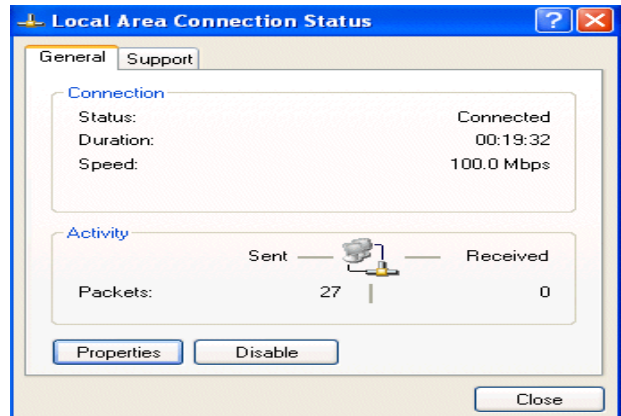 Local Area Connection Status
General Support
Connection
Status: Connected
Duration: 00:19:32
Speed: 100.0 Mbps
Activity
Sent Received
Packets: 27 0
Properties Disable
Close